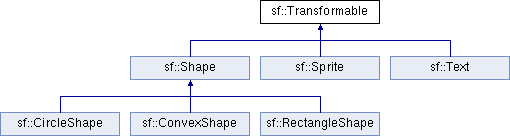 sf::Transformable
sf::Shape
sf::Sprite
sf::Text
sf::CircleShape
sf::ConvexShape
sf::RectangleShape